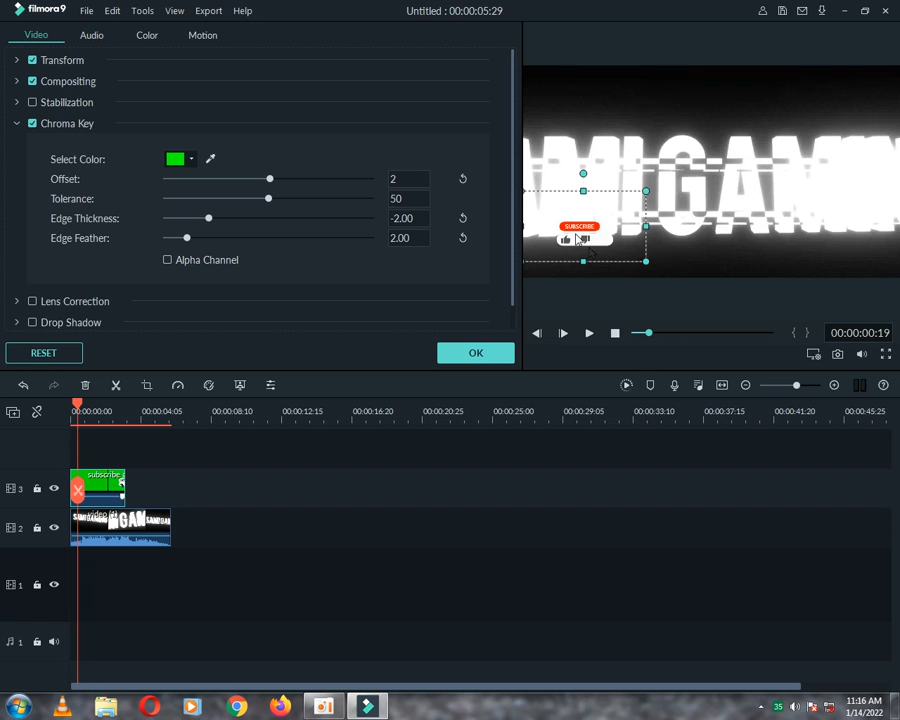 filmora9 File Edit Tools View Export Help Untitled : 00:00:05:29
Video Audio Color Motion
Transform
Compositing
Stabilization
Chroma Key
Select Color:
Offset: 2
Tolerance: 50
Edge Thickness: -2.00
Edge Feather: 2.00
Alpha Channel
Lens Correction
Drop Shadow
RESET OK
SUBSCRIBE
{ } 00:00:00:19
00:00:00:00 00:00:04:05 00:00:08:10 00:00:12:15 00:00:16:20 00:00:20:25 00:00:25:00 00:00:29:05 00:00:33:10 00:00:37:15 00:00:41:20 00:00:45:25
3 subscribe
2
1
1
35 11:16 AM
1/14/2022